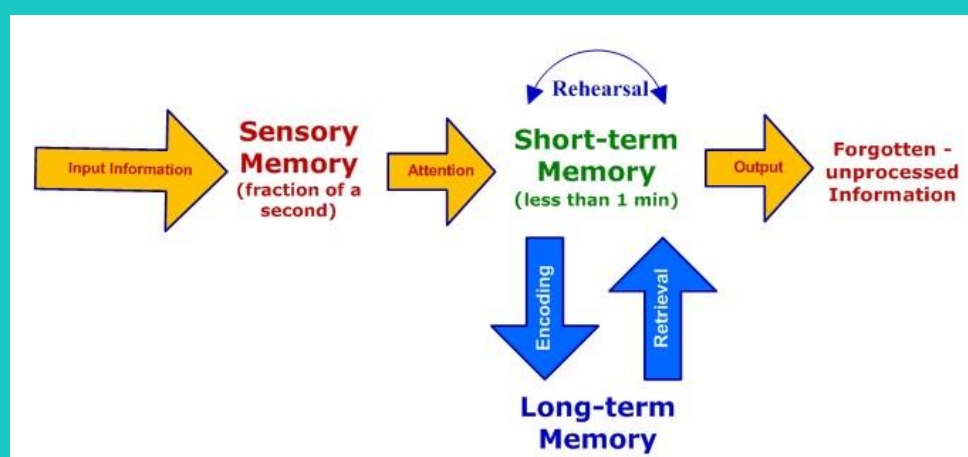 Rehearsal
Input Information
Sensory
Memory
(fraction of a
second)
Attention
Short-term
Memory
(less than 1 min)
Output
Forgotten -
unprocessed
Information
Encoding
Retrieval
Long-term
Memory